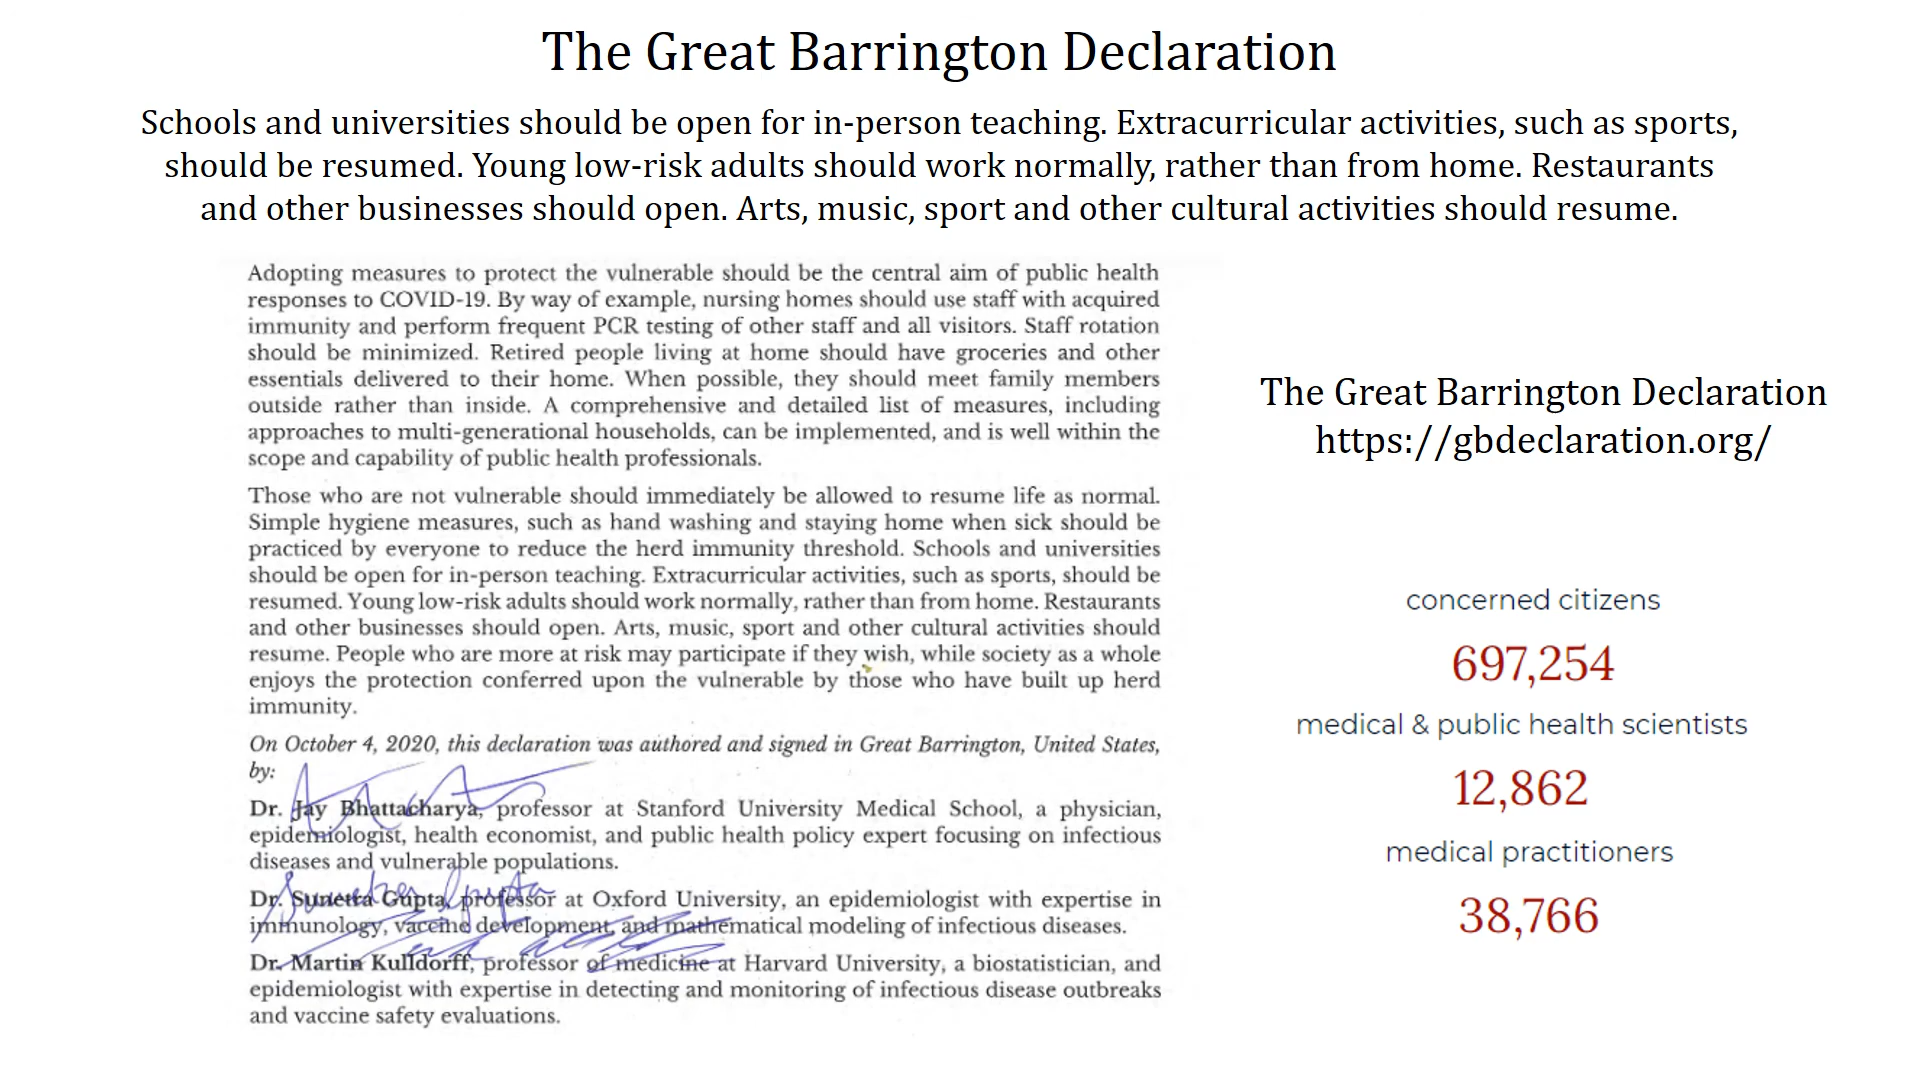 The Great Barrington Declaration
Schools and universities should be open for in-person teaching. Extracurricular activities, such as sports,
should be resumed. Young low-risk adults should work normally, rather than from home. Restaurants
and other businesses should open. Arts, music, sport and other cultural activities should resume.
Adopting measures to protect the vulnerable should be the central aim of public health
responses to COVID-19. By way of example, nursing homes should use staff with acquired
immunity and perform frequent PCR testing of other staff and all visitors. Staff rotation
should be minimized. Retired people living at home should have groceries and other
essentials delivered to their home. When possible, they should meet family members
outside rather than inside. A comprehensive and detailed list of measures, including
approaches to multi-generational households, can be implemented, and is well within the
scope and capability of public health professionals.
Those who are not vulnerable should immediately be allowed to resume life as normal.
Simple hygiene measures, such as hand washing and staying home when sick should be
practiced by everyone to reduce the herd immunity threshold. Schools and universities
should be open for in-person teaching. Extracurricular activities, such as sports, should be
resumed. Young low-risk adults should work normally, rather than from home. Restaurants
and other businesses should open. Arts, music, sport and other cultural activities should
resume. People who are more at risk may participate if they wish, while society as a whole
enjoys the protection conferred upon the vulnerable by those who have built up herd
immunity.
On October 4, 2020, this declaration was authored and signed in Great Barrington, United States,
by:
Dr. Jay Bhattacharya, professor at Stanford University Medical School, a physician,
epidemiologist, health economist, and public health policy expert focusing on infectious
diseases and vulnerable populations.
Sunetra Gupta
Dr. Sunetra Gupta, professor at Oxford University, an epidemiologist with expertise in
immunology, vaccine development, and mathematical modeling of infectious diseases.
Dr. Martin Kulldorff, professor of medicine at Harvard University, a biostatistician, and
epidemiologist with expertise in detecting and monitoring of infectious disease outbreaks
and vaccine safety evaluations.
The Great Barrington Declaration
https://gbdeclaration.org/
concerned citizens
697,254
medical & public health scientists
12,862
medical practitioners
38,766